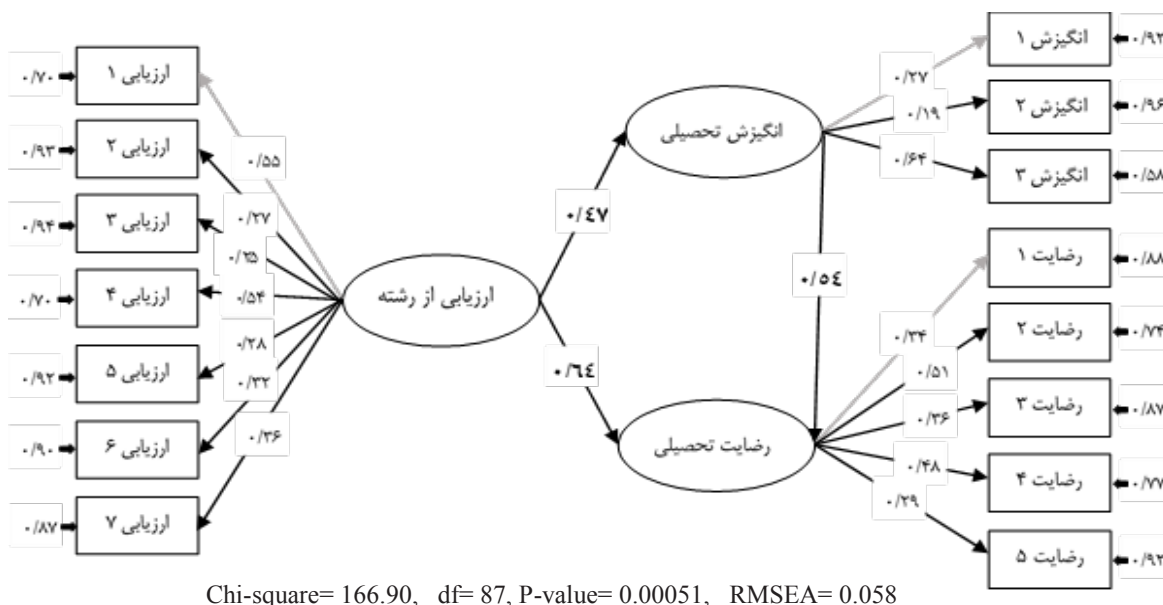 ۰/۷۰
ارزیابی ۱
۰/۹۳
ارزیابی ۲
۰/۹۴
ارزیابی ۳
۰/۷۰
ارزیابی ۴
۰/۹۲
ارزیابی ۵
۰/۹۰
ارزیابی ۶
۰/۸۷
ارزیابی ۷
۰/۵۵
۰/۲۷
۰/۲۵
۰/۵۴
۰/۲۸
۰/۳۲
۰/۳۶
ارزیابی از رشته
۰/٤۷
۰/٦٤
انگیزش تحصیلی
۰/٥٤
رضایت تحصیلی
۰/۲۷
۰/۱۹
۰/۶۴
انگیزش ۱
۰/۹۳
انگیزش ۲
۰/۹۶
انگیزش ۳
۰/۵۸
۰/۳۴
۰/۵۱
۰/۳۶
۰/۴۸
۰/۲۹
رضایت ۱
۰/۸۸
رضایت ۲
۰/۷۴
رضایت ۳
۰/۸۷
رضایت ۴
۰/۷۷
رضایت ۵
۰/۹۲
Chi-square= 166.90, df= 87, P-value= 0.00051, RMSEA= 0.058